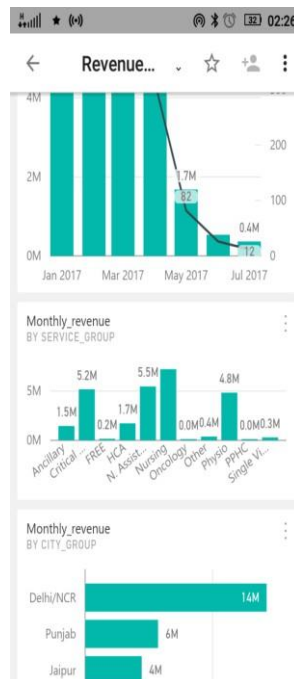 H
32 02:26
Revenue...
4M
200
2M
1.7M
82
100
0.4M
12
0M
0
Jan 2017 Mar 2017 May 2017 Jul 2017
Monthly_revenue
BY SERVICE_GROUP
5M
1.5M 5.2M 0.2M 1.7M 5.5M 0.0M 0.4M 4.8M 0.0M 0.3M
0M
Ancillary Critical ... FREE HCA N. Assist... Nursing Oncology Other Physio PPHC Single Vi...
Monthly_revenue
BY CITY_GROUP
Delhi/NCR 14M
Punjab 6M
Jaipur 4M